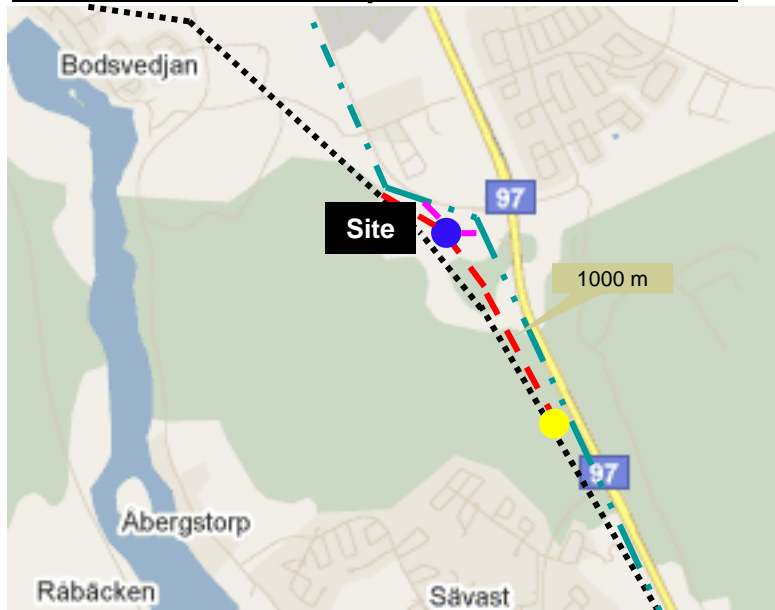 Bodsvedjan
97
Site
1000 m
97
Åbergstorp
Råbäcken
Sävast